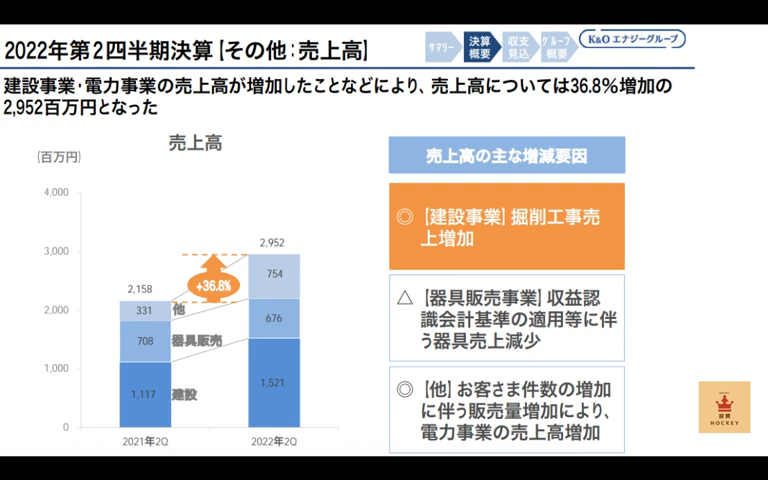 2022年第2四半期決算【その他：売上高】
サマリー
決算
概要
収支
見込
グループ
概要
K&Oエナジーグループ
建設事業・電力事業の売上高が増加したことなどにより、売上高については36.8%増加の
2,952百万円となった
売上高
(百万円)
4,000
3,000
2,000
1,000
0
2,158
331
708
1,117
2021年2Q
+36.8%
他
器具販売
建設
2,952
754
676
1,521
2022年2Q
売上高の主な増減要因
◎【建設事業】掘削工事売
上増加
△【器具販売事業】収益認
識会計基準の適用等に伴
う器具売上減少
◎【他】お客さま件数の増加
に伴う販売量増加により、
電力事業の売上高増加
投資
HOCKEY